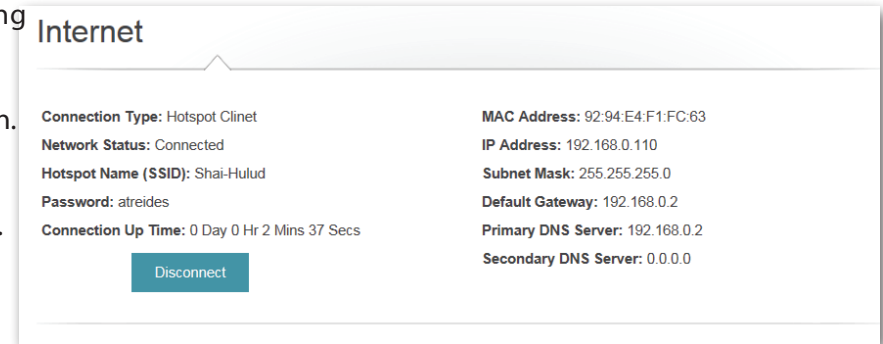 ng
Internet
n.
.
Connection Type: Hotspot Clinet
Network Status: Connected
Hotspot Name (SSID): Shai-Hulud
Password: atreides
Connection Up Time: 0 Day 0 Hr 2 Mins 37 Secs
Disconnect
MAC Address: 92:94:E4:F1:FC:63
IP Address: 192.168.0.110
Subnet Mask: 255.255.255.0
Default Gateway: 192.168.0.2
Primary DNS Server: 192.168.0.2
Secondary DNS Server: 0.0.0.0